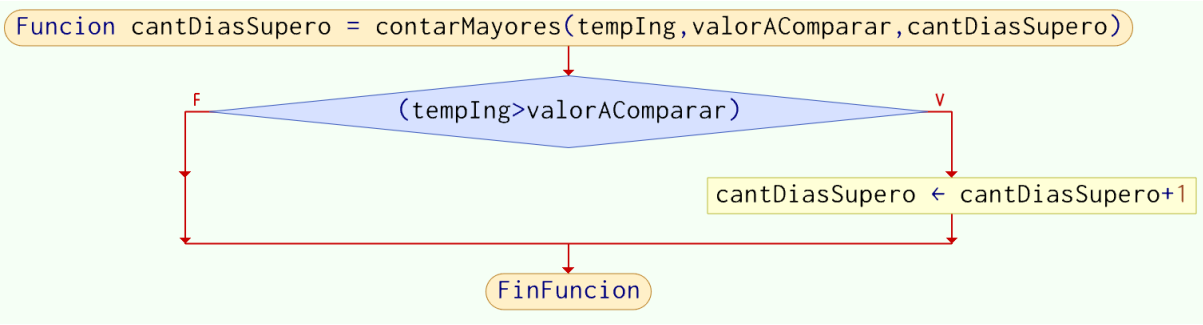 Funcion cantDiasSupero = contarMayores(tempIng,valorAComparar,cantDiasSupero)
F
(tempIng>valorAComparar)
V
cantDiasSupero ← cantDiasSupero+1
FinFuncion